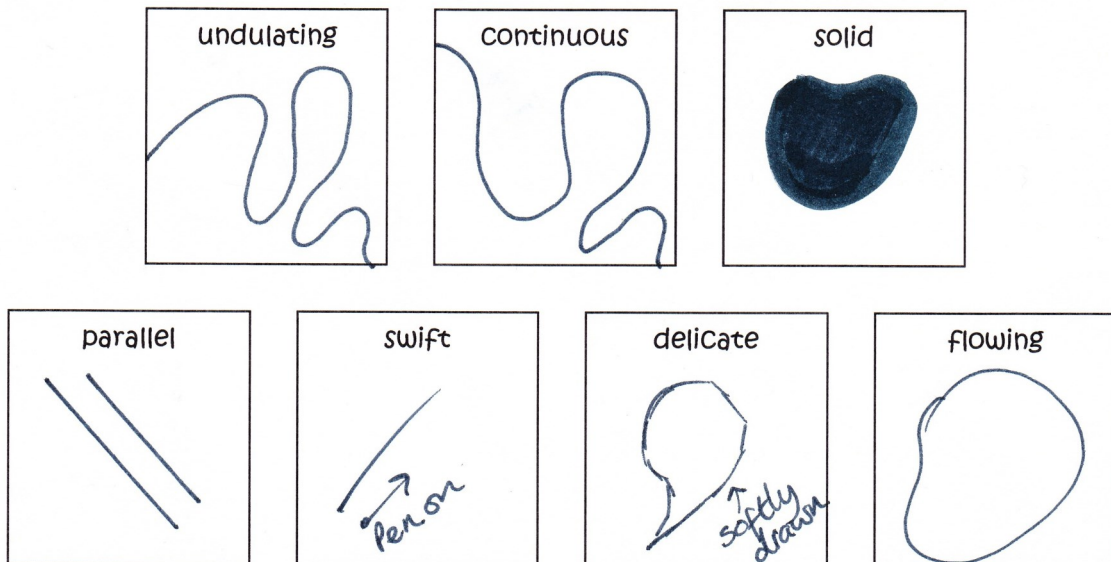 undulating
continuous
solid
parallel
swift
delicate
flowing
Pen on
softly
drawn